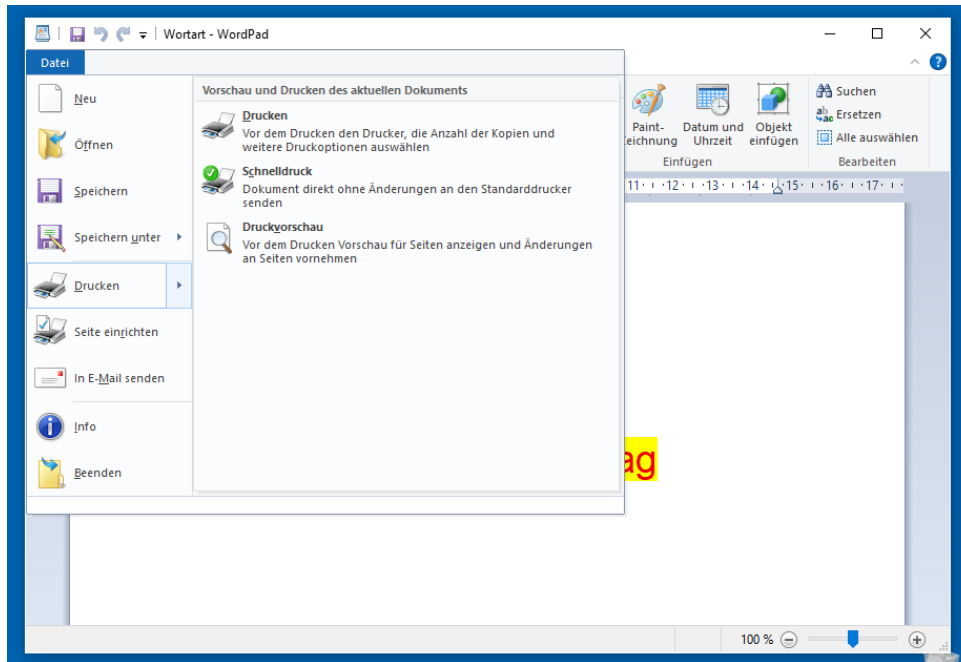 Wortart - WordPad
Datei
Neu
Öffnen
Speichern
Speichern unter
Drucken
Seite einrichten
In E-Mail senden
Info
Beenden
Vorschau und Drucken des aktuellen Dokuments
Drucken
Vor dem Drucken den Drucker, die Anzahl der Kopien und
weitere Druckoptionen auswählen
Schnelldruck
Dokument direkt ohne Änderungen an den Standarddrucker
senden
Druckvorschau
Vor dem Drucken Vorschau für Seiten anzeigen und Änderungen
an Seiten vornehmen
Paint-
eichnung
Datum und
Uhrzeit
Objekt
einfügen
Einfügen
Suchen
Ersetzen
Alle auswählen
Bearbeiten
11 12 13 14 15 16 17
ag
100 %